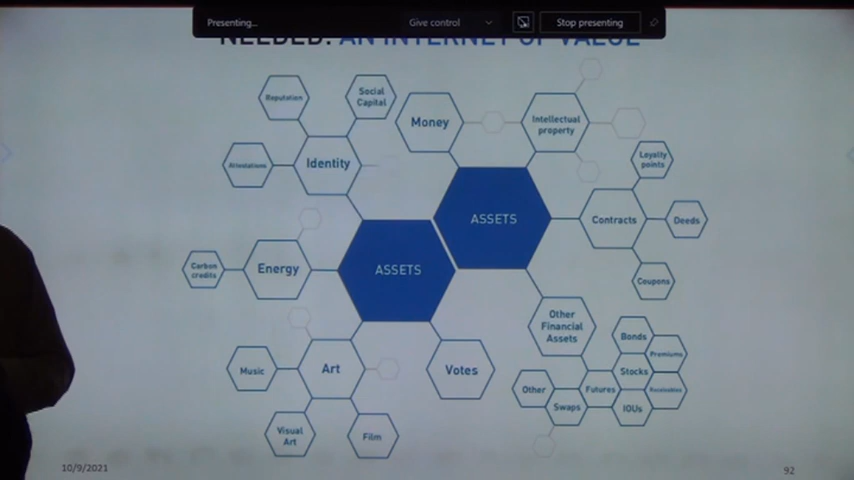 Presenting...
Give control
Stop presenting
NEEDED: AN INTERNET OF VALUE
Reputation
Social
Capital
Money
Intellectual
property
Attestations
Identity
Loyalty
points
ASSETS
Contracts
Deeds
Carbon
credits
Energy
ASSETS
Coupons
Other
Financial
Assets
Bonds
Premiums
Music
Art
Votes
Stocks
Receivables
Other
Futures
Swaps
IOUs
Visual
Art
Film
10/9/2021
92